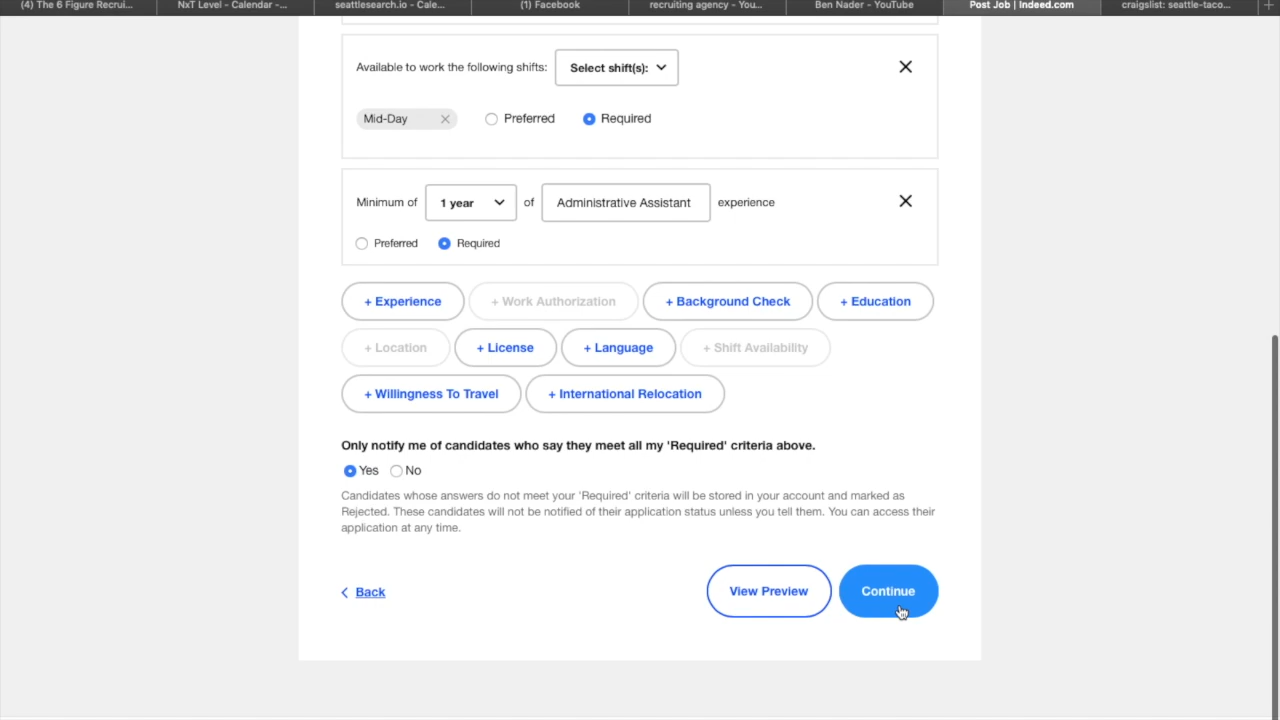 (4) The 6 Figure Recrui... NxT Level - Calendar -... seattlesearch.io - Cale... (1) Facebook recruiting agency - You... Ben Nader - YouTube Post Job | Indeed.com craigslist: seattle-taco... +
Available to work the following shifts: Select shift(s):
Mid-Day Preferred Required
Minimum of 1 year of Administrative Assistant experience
Preferred Required
+ Experience + Work Authorization + Background Check + Education
+ Location + License + Language + Shift Availability
+ Willingness To Travel + International Relocation
Only notify me of candidates who say they meet all my 'Required' criteria above.
Yes No
Candidates whose answers do not meet your 'Required' criteria will be stored in your account and marked as
Rejected. These candidates will not be notified of their application status unless you tell them. You can access their
application at any time.
Back View Preview Continue